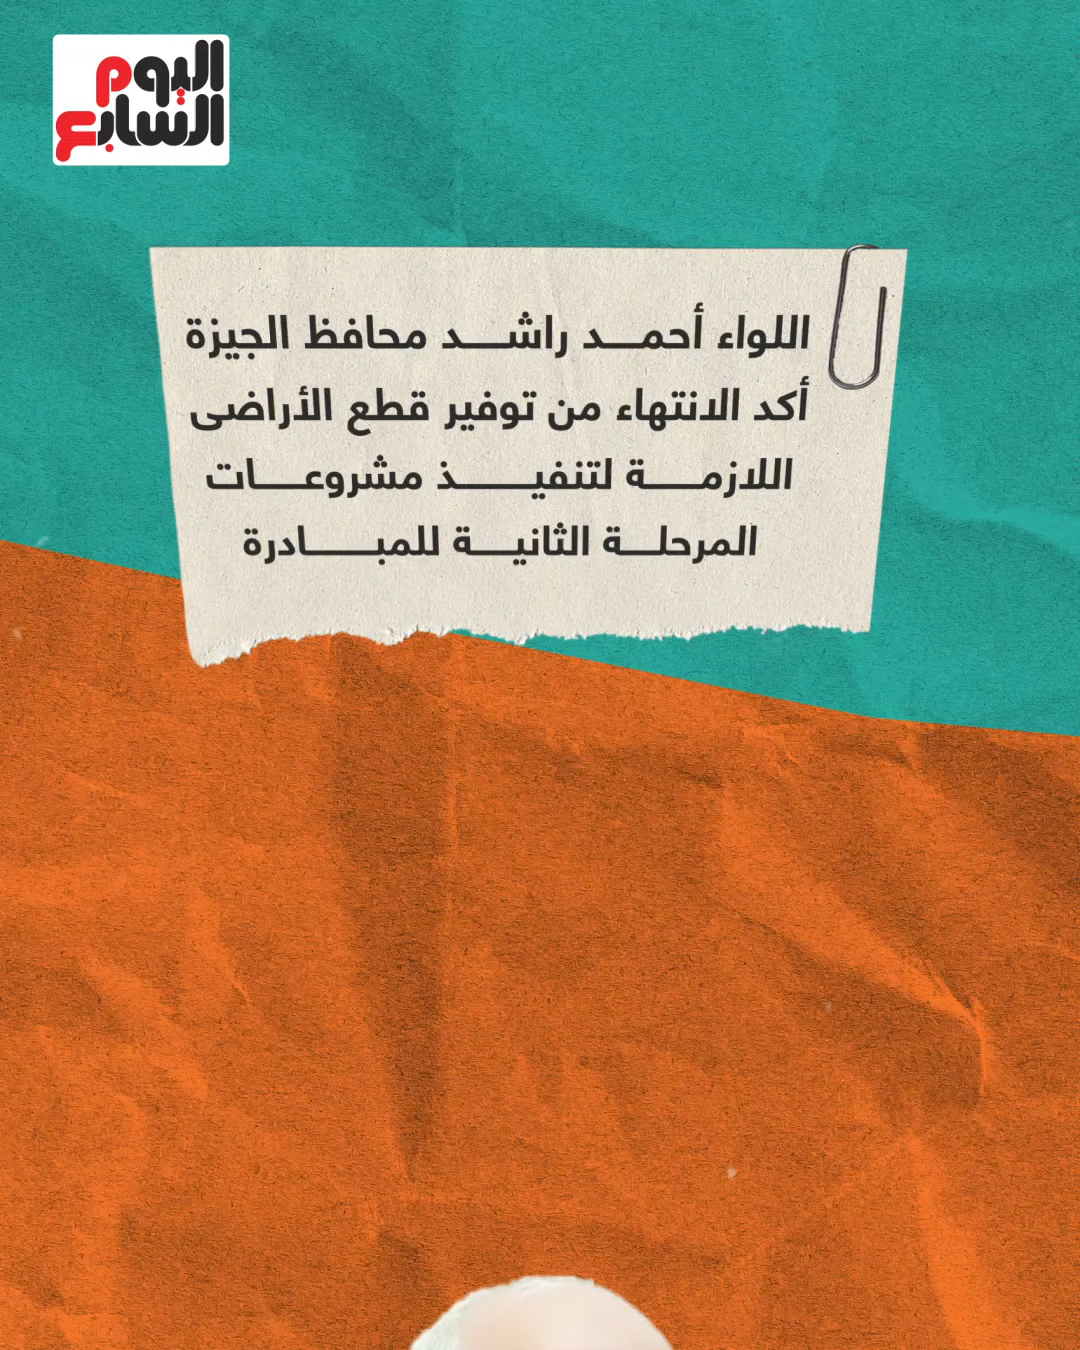 اليوم
السابع
اللواء أحمد راشد محافظ الجيزة
أكد الانتهاء من توفير قطع الأراضى
اللازمة لتنفيذ مشروعات
المرحلة الثانية للمبادرة